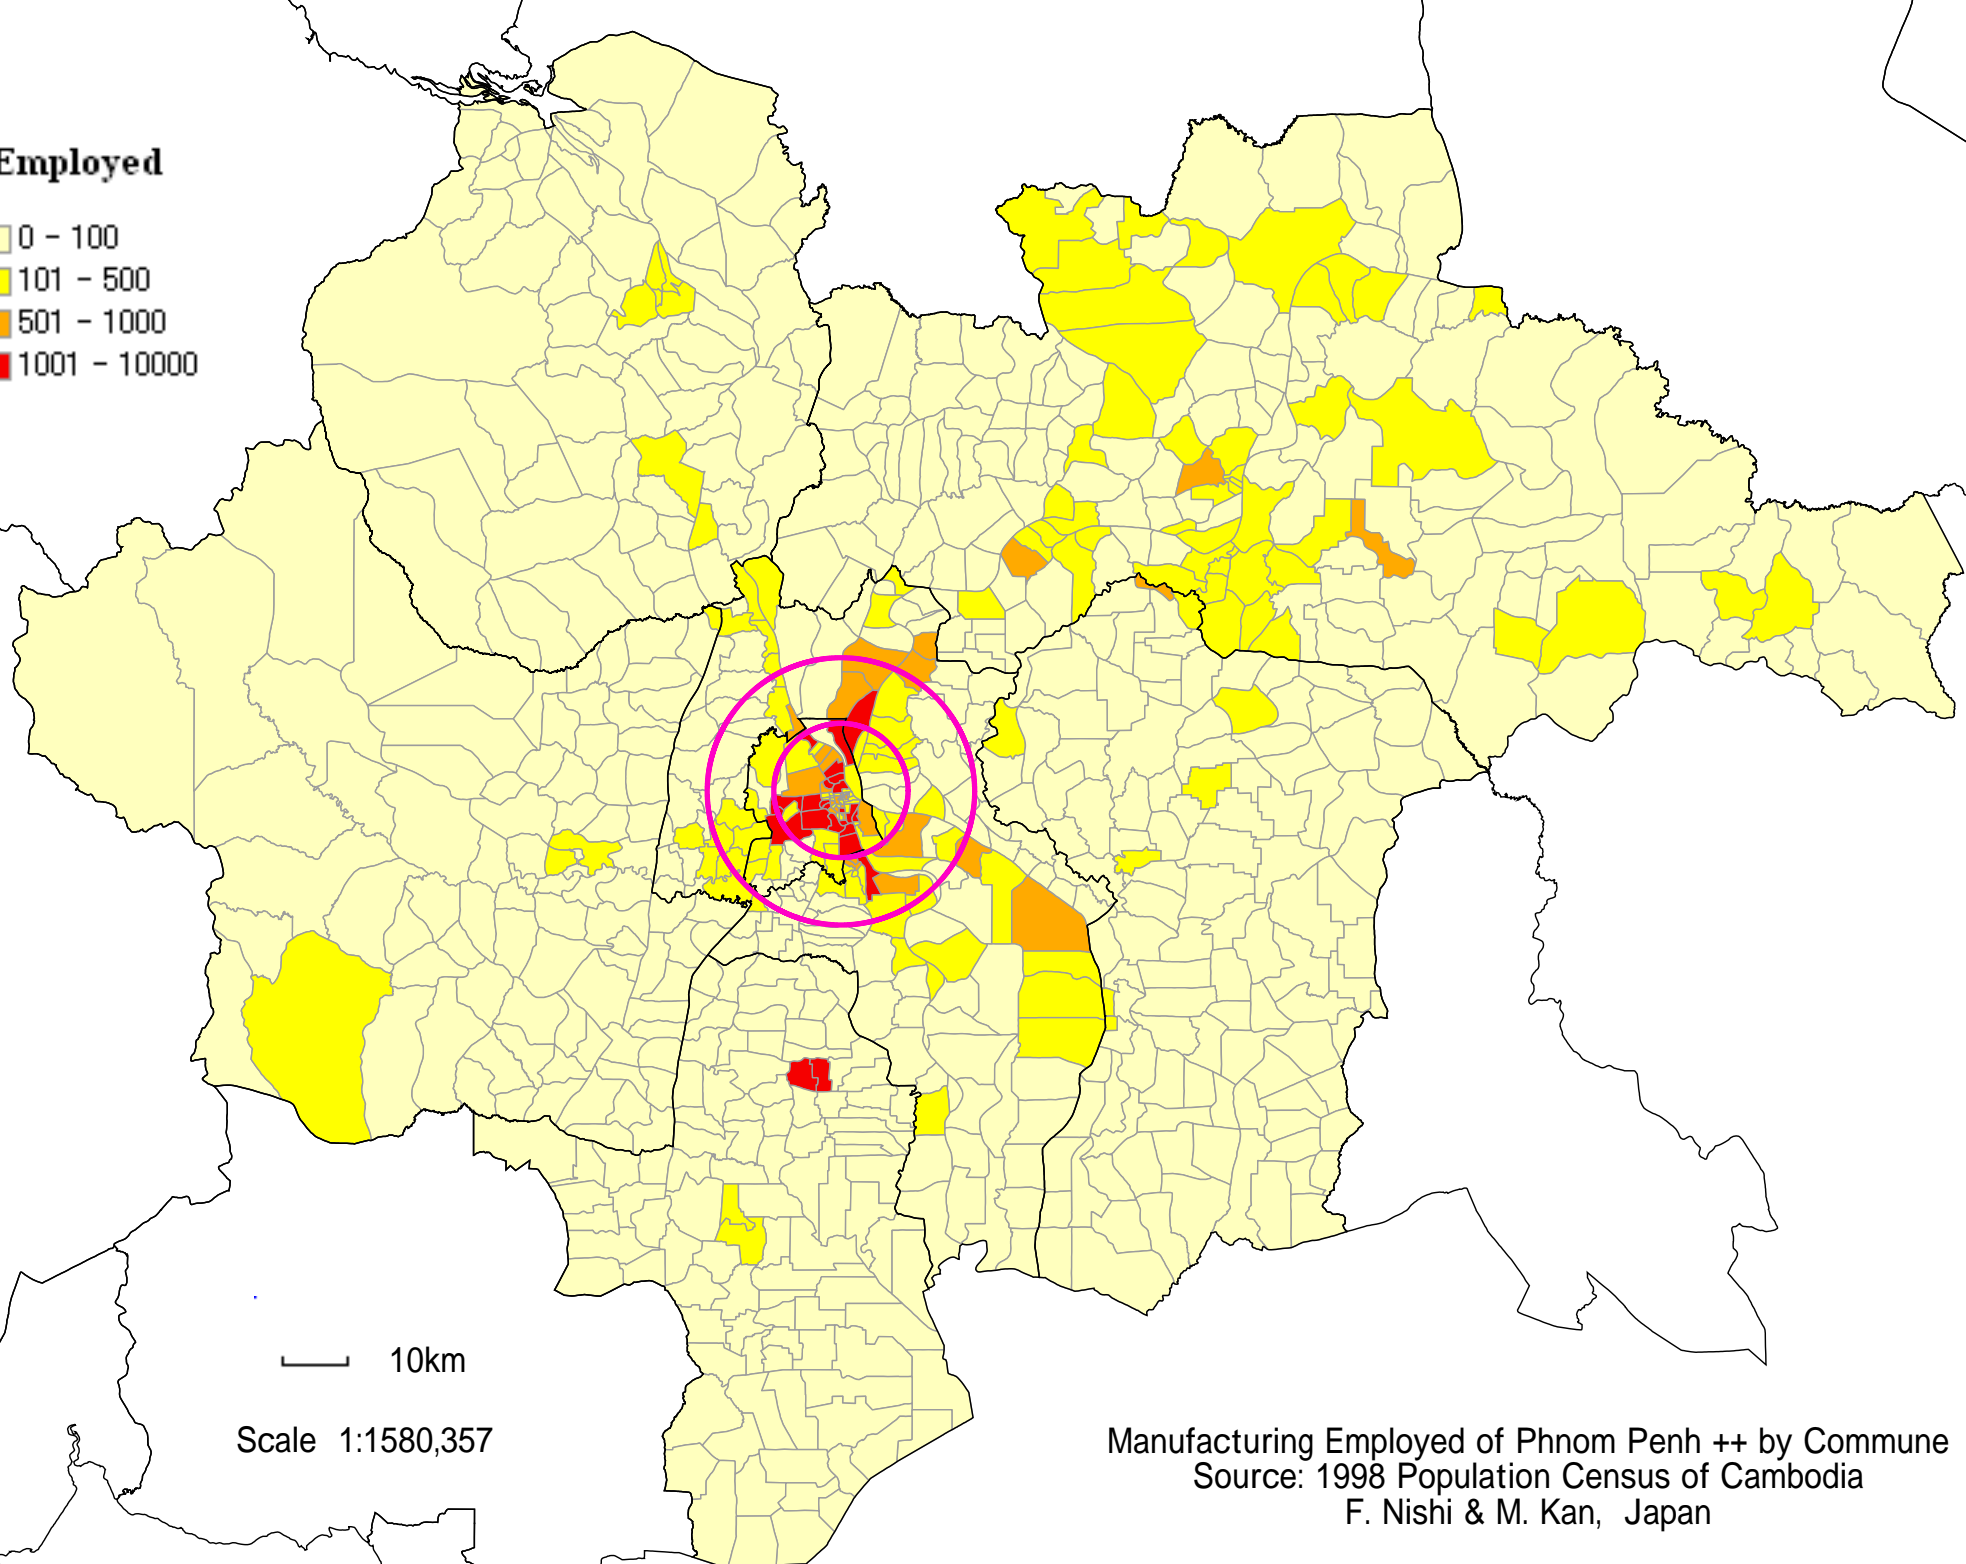 Employed
0 - 100
101 - 500
501 - 1000
1001 - 10000
10km
Scale 1:1580,357
Manufacturing Employed of Phnom Penh ++ by Commune
Source: 1998 Population Census of Cambodia
F. Nishi & M. Kan, Japan